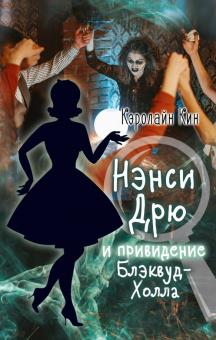 Кэролайн Кин
Нэнси
Дрю
и привидение
Блэквуд-
Холла